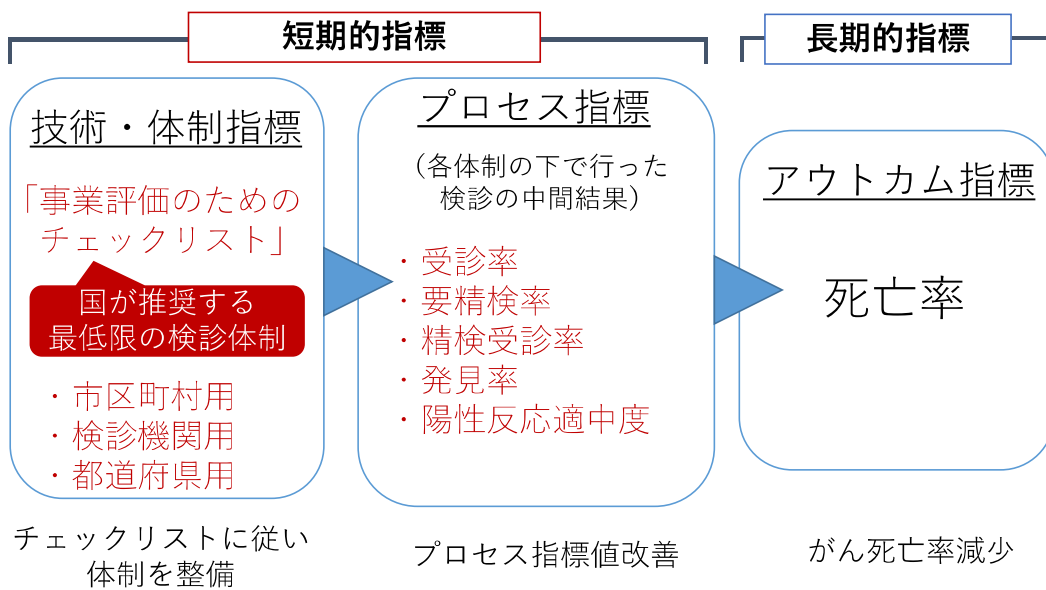 短期的指標
長期的指標
技術・体制指標
「事業評価のための
チェックリスト」
国が推奨する
最低限の検診体制
・市区町村用
・検診機関用
・都道府県用
チェックリストに従い
体制を整備
プロセス指標
（各体制の下で行った
検診の中間結果）
・受診率
・要精検率
・精検受診率
・発見率
・陽性反応適中度
プロセス指標値改善
アウトカム指標
死亡率
がん死亡率減少